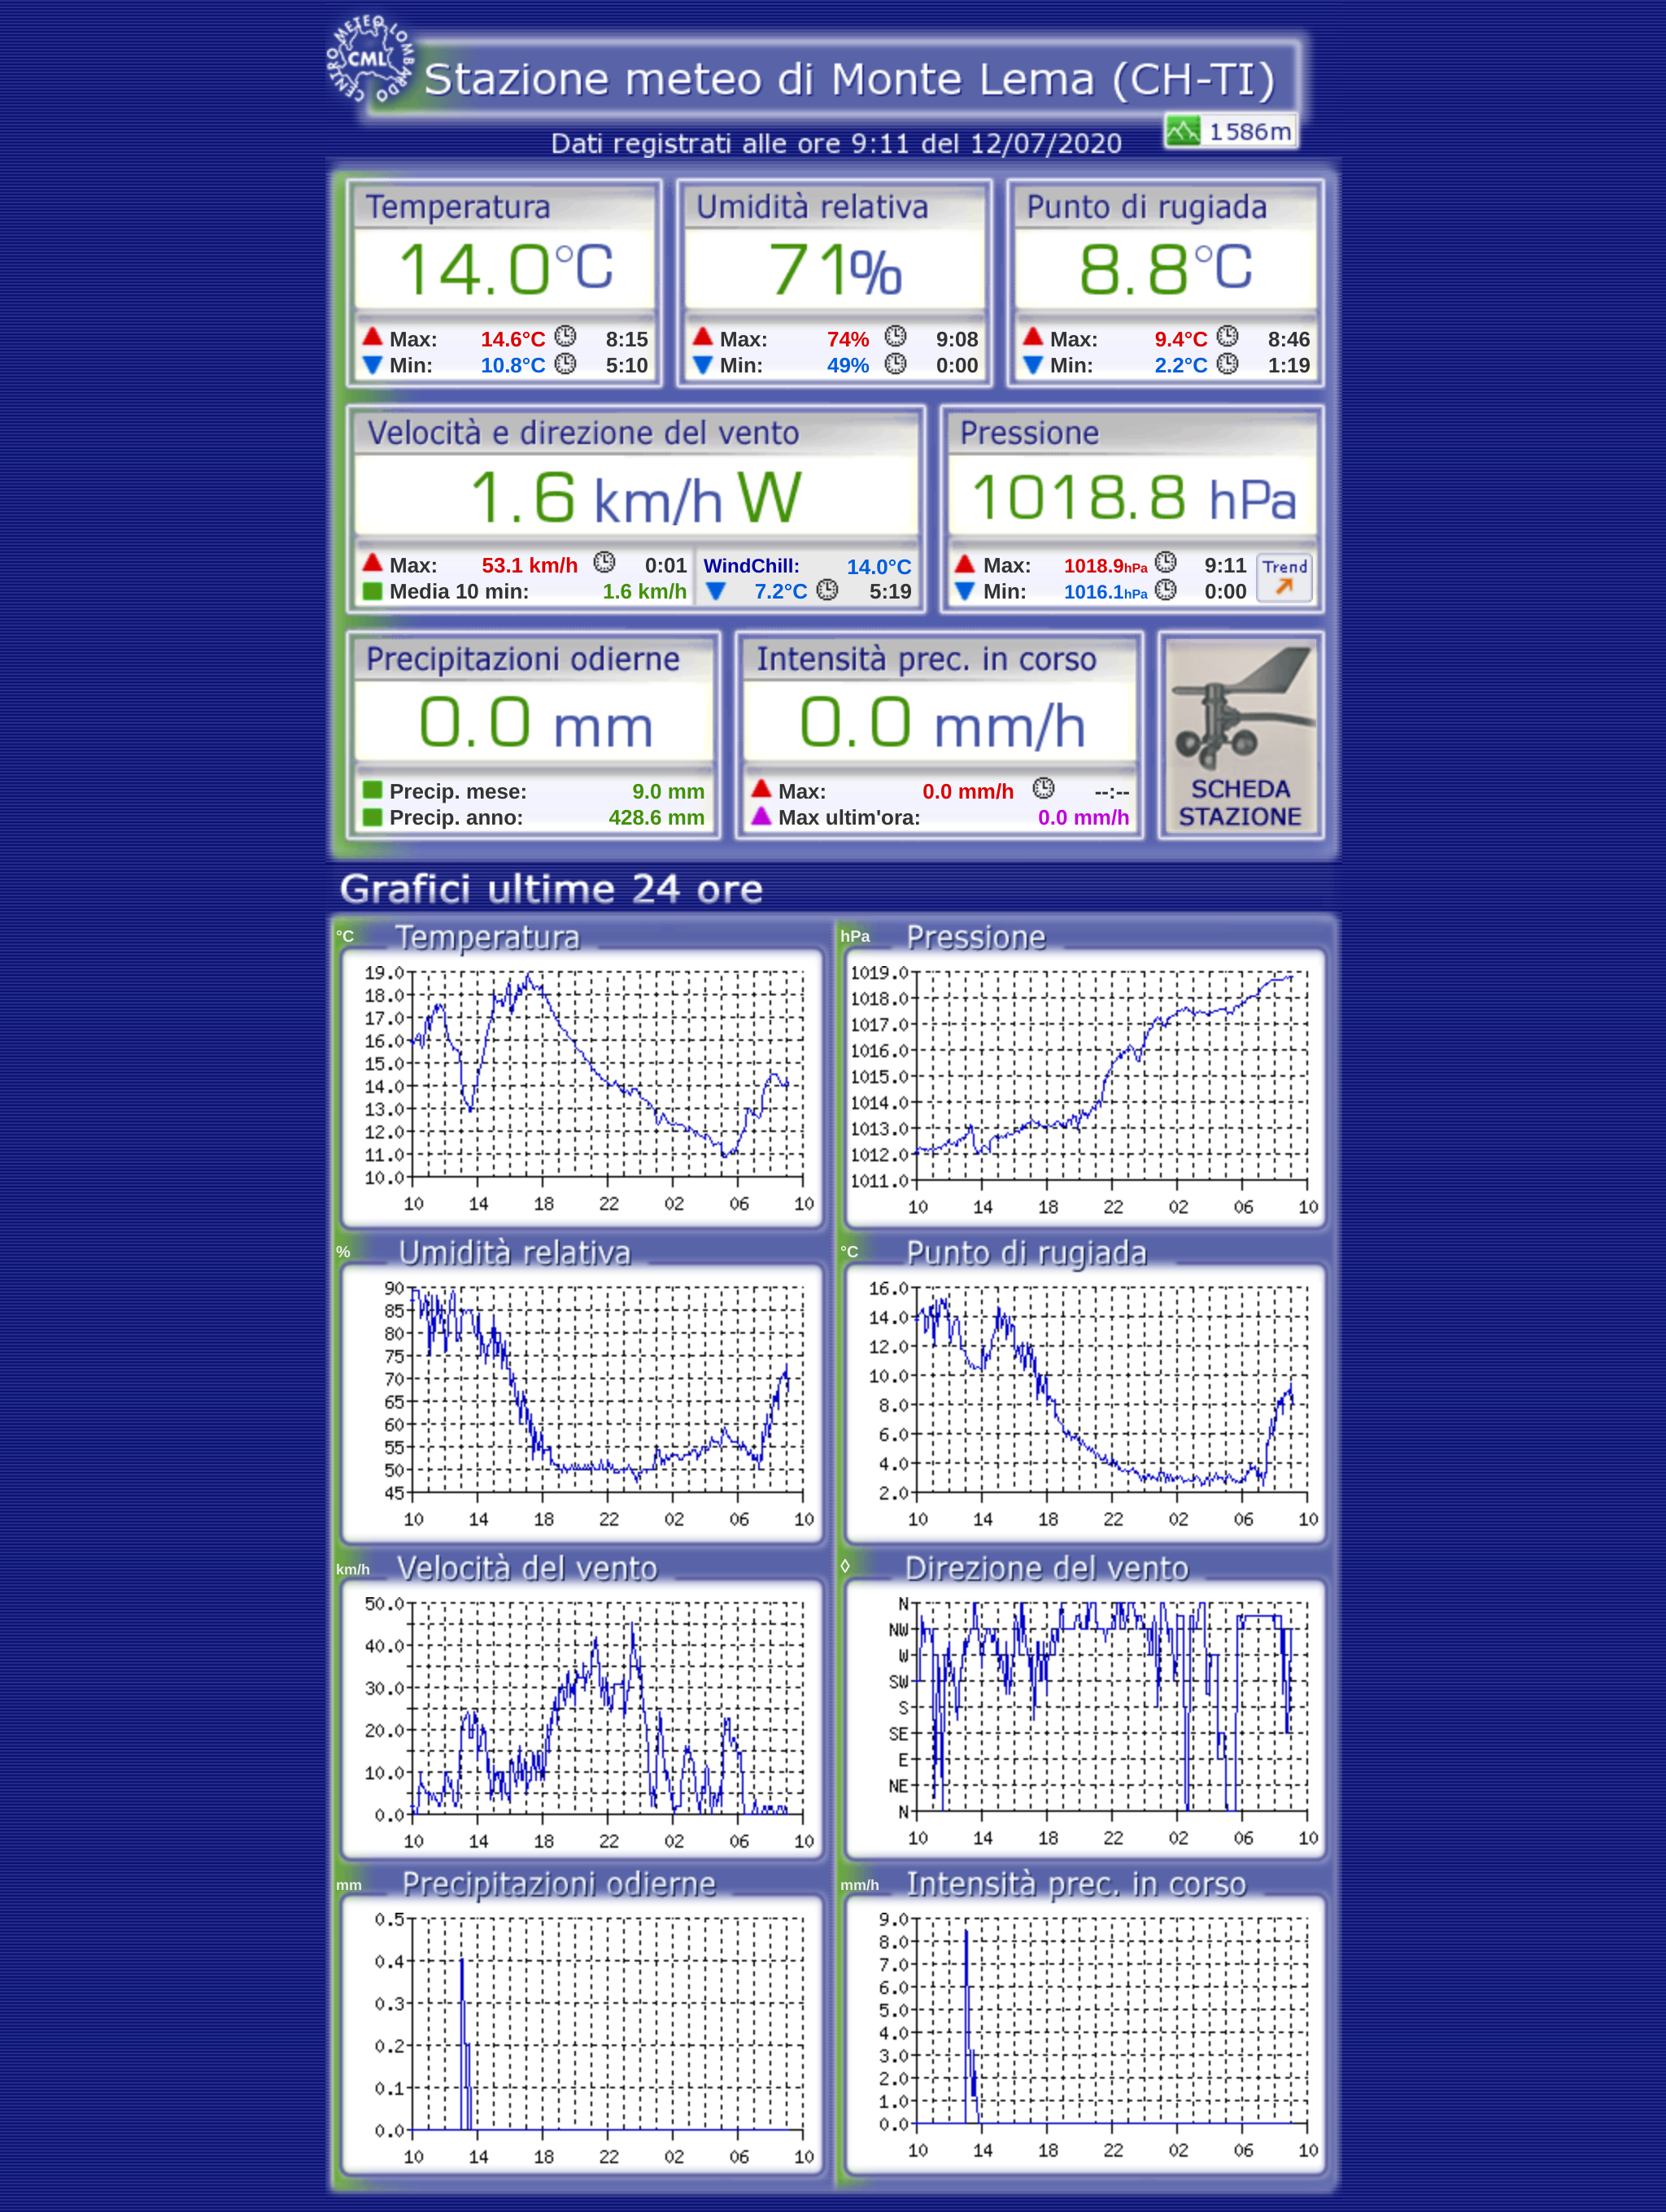 CENTRO METEO LOMBARDO
CML
Stazione meteo di Monte Lema (CH-TI)
1586m
Dati registrati alle ore 9:11 del 12/07/2020
Temperatura
14.0°C
Max: 14.6°C 8:15
Min: 10.8°C 5:10
Umidità relativa
71%
Max: 74% 9:08
Min: 49% 0:00
Punto di rugiada
8.8°C
Max: 9.4°C 8:46
Min: 2.2°C 1:19
Velocità e direzione del vento
1.6 km/h W
Max: 53.1 km/h 0:01
Media 10 min: 1.6 km/h
WindChill: 14.0°C
7.2°C 5:19
Pressione
1018.8 hPa
Max: 1018.9hPa 9:11
Min: 1016.1hPa 0:00
Trend
Precipitazioni odierne
0.0 mm
Precip. mese: 9.0 mm
Precip. anno: 428.6 mm
Intensità prec. in corso
0.0 mm/h
Max: 0.0 mm/h --:--
Max ultim'ora: 0.0 mm/h
SCHEDA
STAZIONE
Grafici ultime 24 ore
°C Temperatura
19.0
18.0
17.0
16.0
15.0
14.0
13.0
12.0
11.0
10.0
10 14 18 22 02 06 10
hPa Pressione
1019.0
1018.0
1017.0
1016.0
1015.0
1014.0
1013.0
1012.0
1011.0
10 14 18 22 02 06 10
% Umidità relativa
90
85
80
75
70
65
60
55
50
45
10 14 18 22 02 06 10
°C Punto di rugiada
16.0
14.0
12.0
10.0
8.0
6.0
4.0
2.0
10 14 18 22 02 06 10
km/h Velocità del vento
50.0
40.0
30.0
20.0
10.0
0.0
10 14 18 22 02 06 10
◊ Direzione del vento
N
NW
W
SW
S
SE
E
NE
N
10 14 18 22 02 06 10
mm Precipitazioni odierne
0.5
0.4
0.3
0.2
0.1
0.0
10 14 18 22 02 06 10
mm/h Intensità prec. in corso
9.0
8.0
7.0
6.0
5.0
4.0
3.0
2.0
1.0
0.0
10 14 18 22 02 06 10